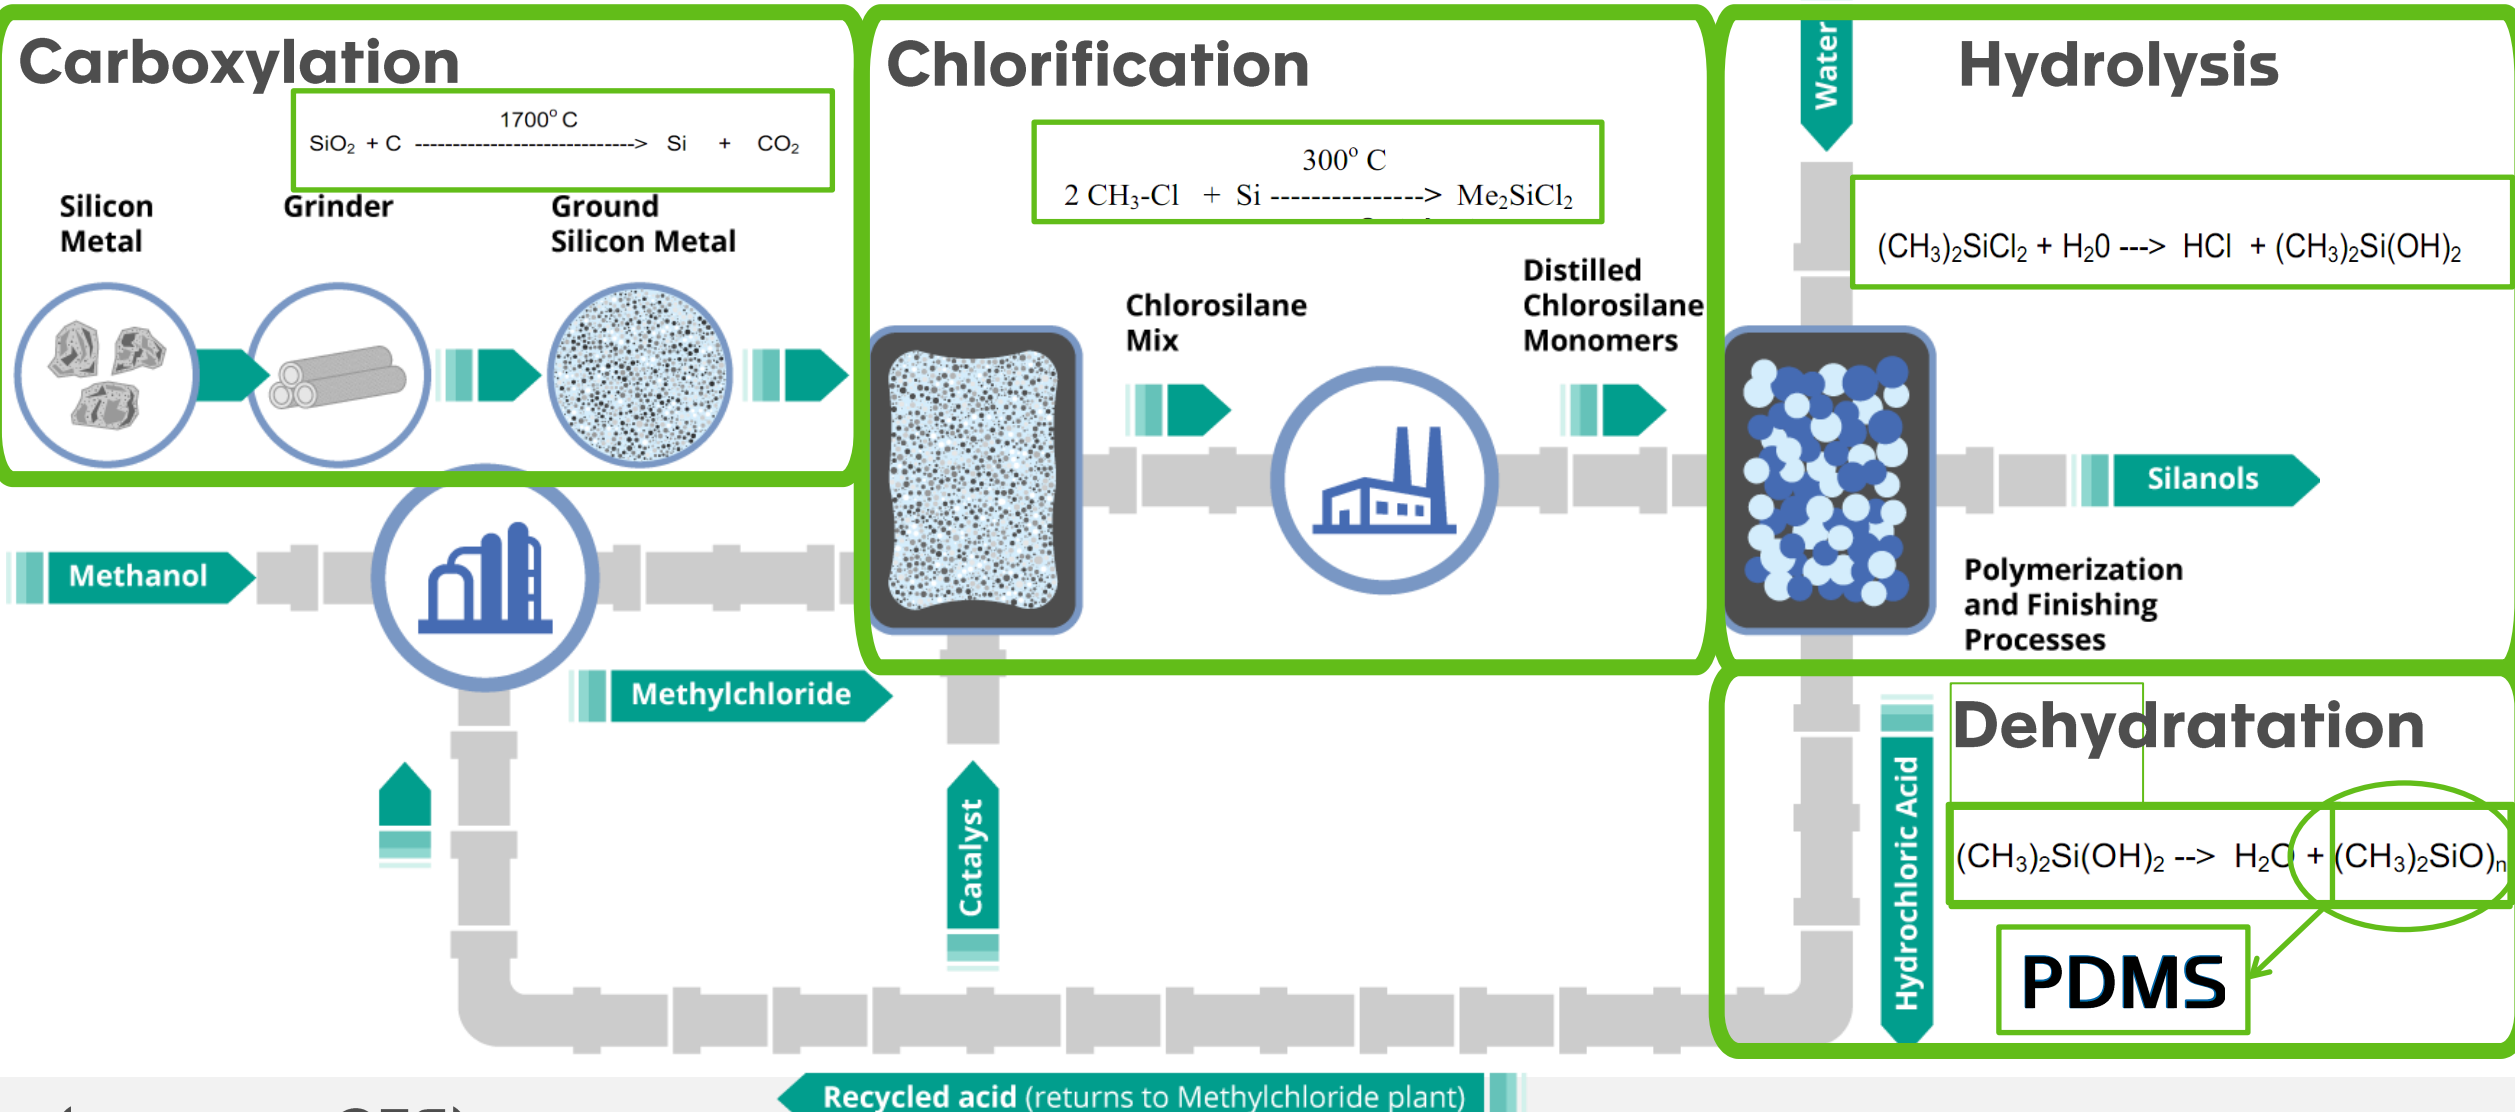 Carboxylation
1700° C
SiO₂ + C -----------------------------> Si + CO₂
Silicon
Metal
Grinder
Ground
Silicon Metal
Methanol
Methylchloride
Chlorification
300° C
2 CH₃-Cl + Si ---------------> Me₂SiCl₂
Chlorosilane
Mix
Distilled
Chlorosilane
Monomers
Catalyst
Water
Hydrolysis
(CH₃)₂SiCl₂ + H₂0 ---> HCl + (CH₃)₂Si(OH)₂
Silanols
Polymerization
and Finishing
Processes
Hydrochloric Acid
Dehydratation
(CH₃)₂Si(OH)₂ --> H₂O + (CH₃)₂SiO)ₙ
PDMS
Recycled acid (returns to Methylchloride plant)